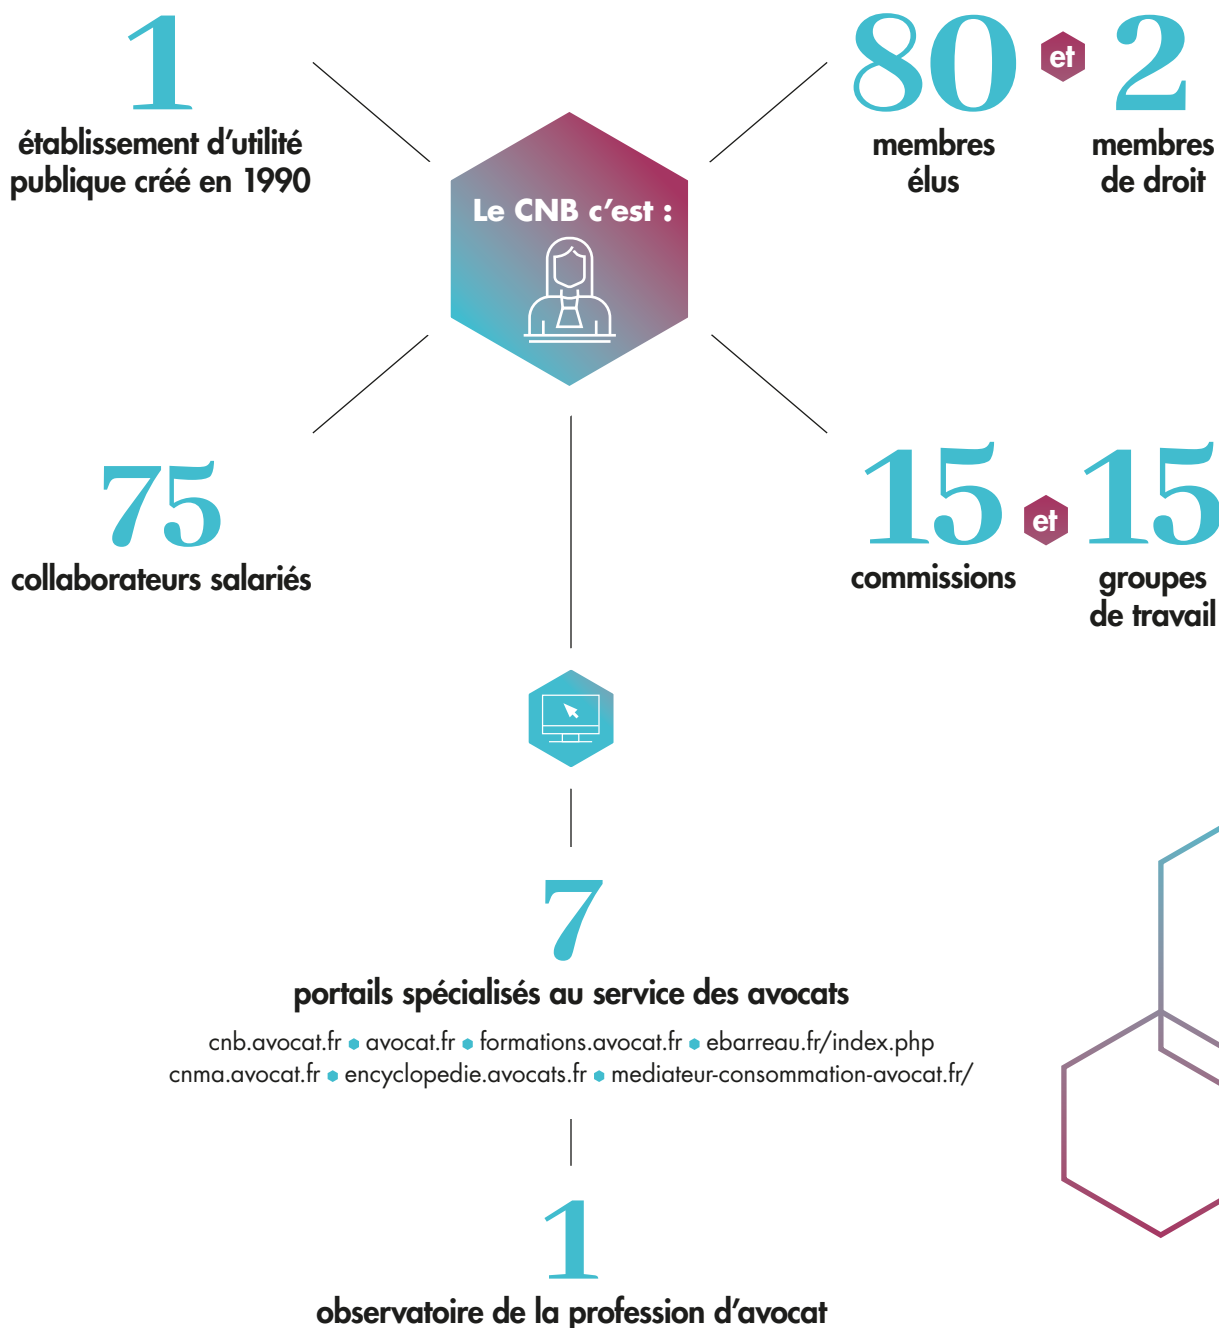 1
établissement d'utilité
publique créé en 1990
80 et 2
membres
élus
membres
de droit
Le CNB c'est :
75
collaborateurs salariés
15 et 15
commissions
groupes
de travail
7
portails spécialisés au service des avocats
cnb.avocat.fr • avocat.fr • formations.avocat.fr • ebarreau.fr/index.php
cnma.avocat.fr • encyclopedie.avocats.fr • mediateur-consommation-avocat.fr/
1
observatoire de la profession d'avocat